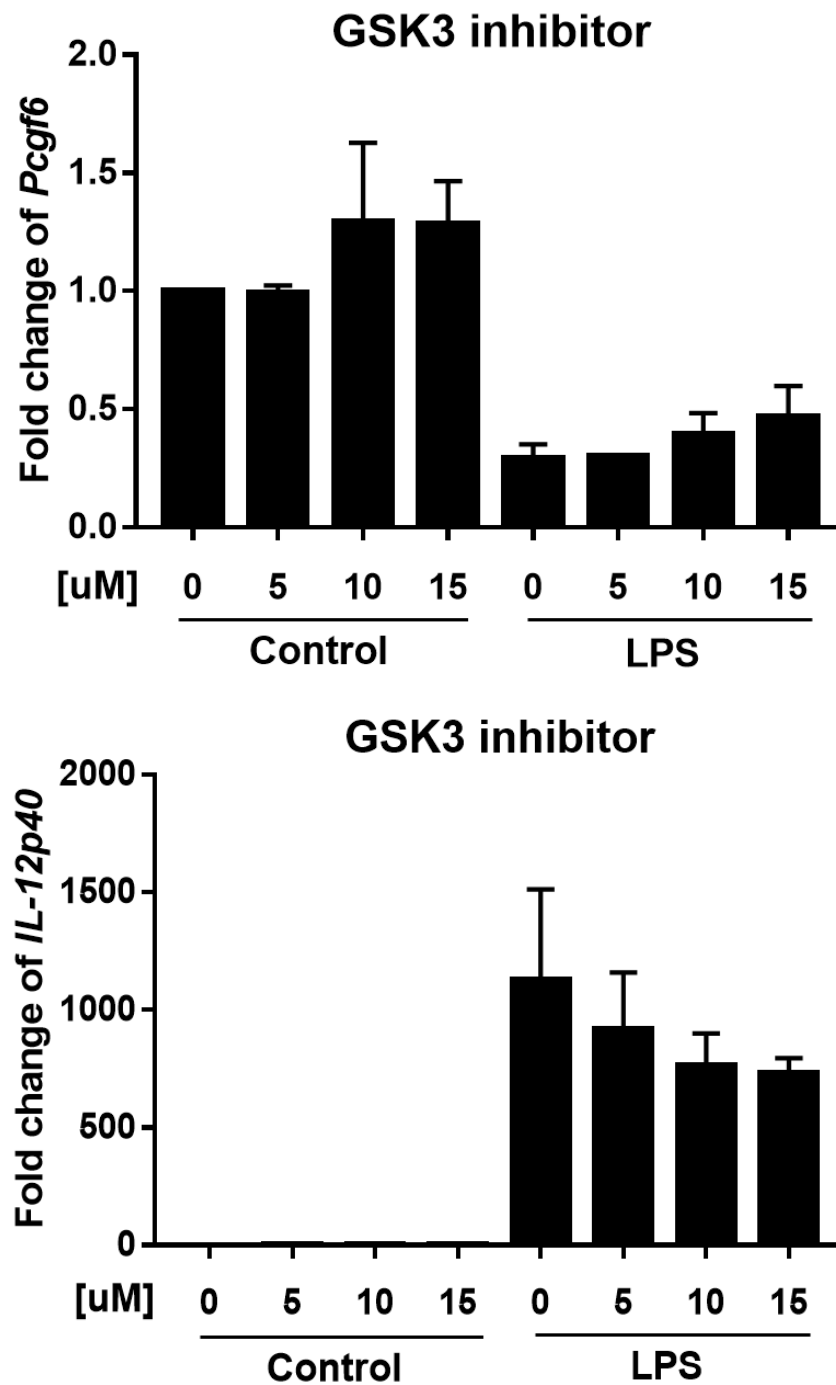 GSK3 inhibitor
Fold change of Pcgf6
2.0
1.5
1.0
0.5
0.0
[uM] 0 5 10 15 0 5 10 15
Control LPS
GSK3 inhibitor
Fold change of IL-12p40
2000
1500
1000
500
0
[uM] 0 5 10 15 0 5 10 15
Control LPS